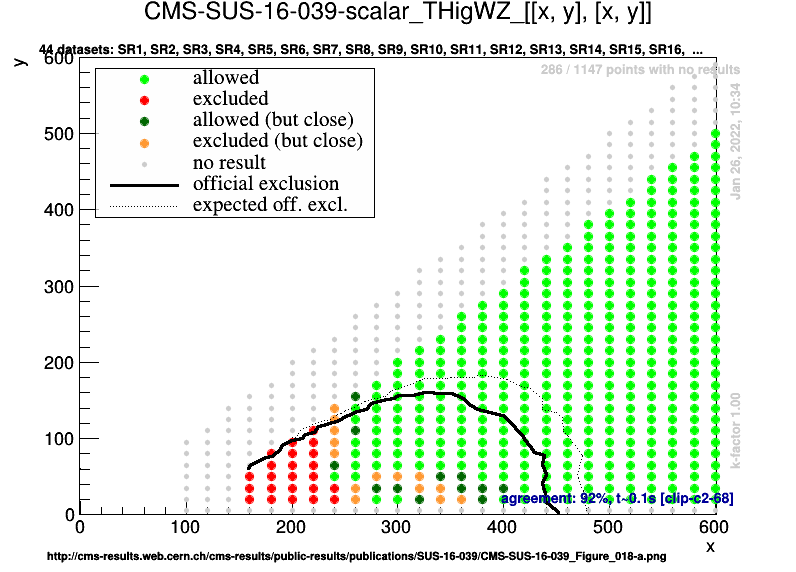 CMS-SUS-16-039-scalar_THigWZ_[[x, y], [x, y]]
44 datasets: SR1, SR2, SR3, SR4, SR5, SR6, SR7, SR8, SR9, SR10, SR11, SR12, SR13, SR14, SR15, SR16, ...
y
600
286 / 1147 points with no results
allowed
excluded
allowed (but close)
excluded (but close)
no result
official exclusion
expected off. excl.
Jan 26, 2022, 10:34
500
400
300
200
100
0
k-factor 1.00
agreement: 92%, t~0.1s [clip-c2-68]
0 100 200 300 400 500 600
x
http://cms-results.web.cern.ch/cms-results/public-results/publications/SUS-16-039/CMS-SUS-16-039_Figure_018-a.png